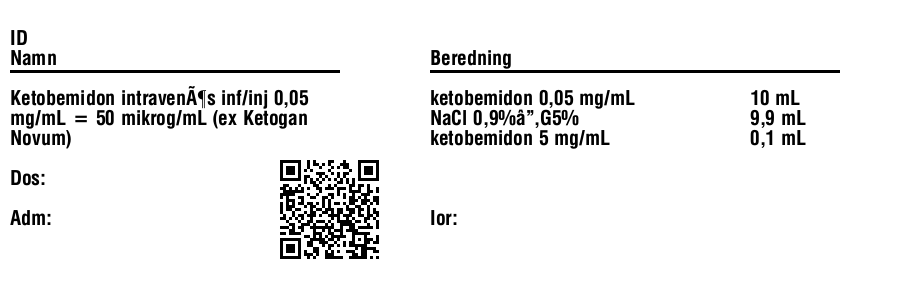 ID
Namn
Beredning
Ketobemidon intravenÃ¶s inf/inj 0,05
mg/mL = 50 mikrog/mL (ex Ketogan
Novum)
ketobemidon 0,05 mg/mL 10 mL
NaCl 0,9%â”‚G5% 9,9 mL
ketobemidon 5 mg/mL 0,1 mL
Dos:
Adm:
Ior: